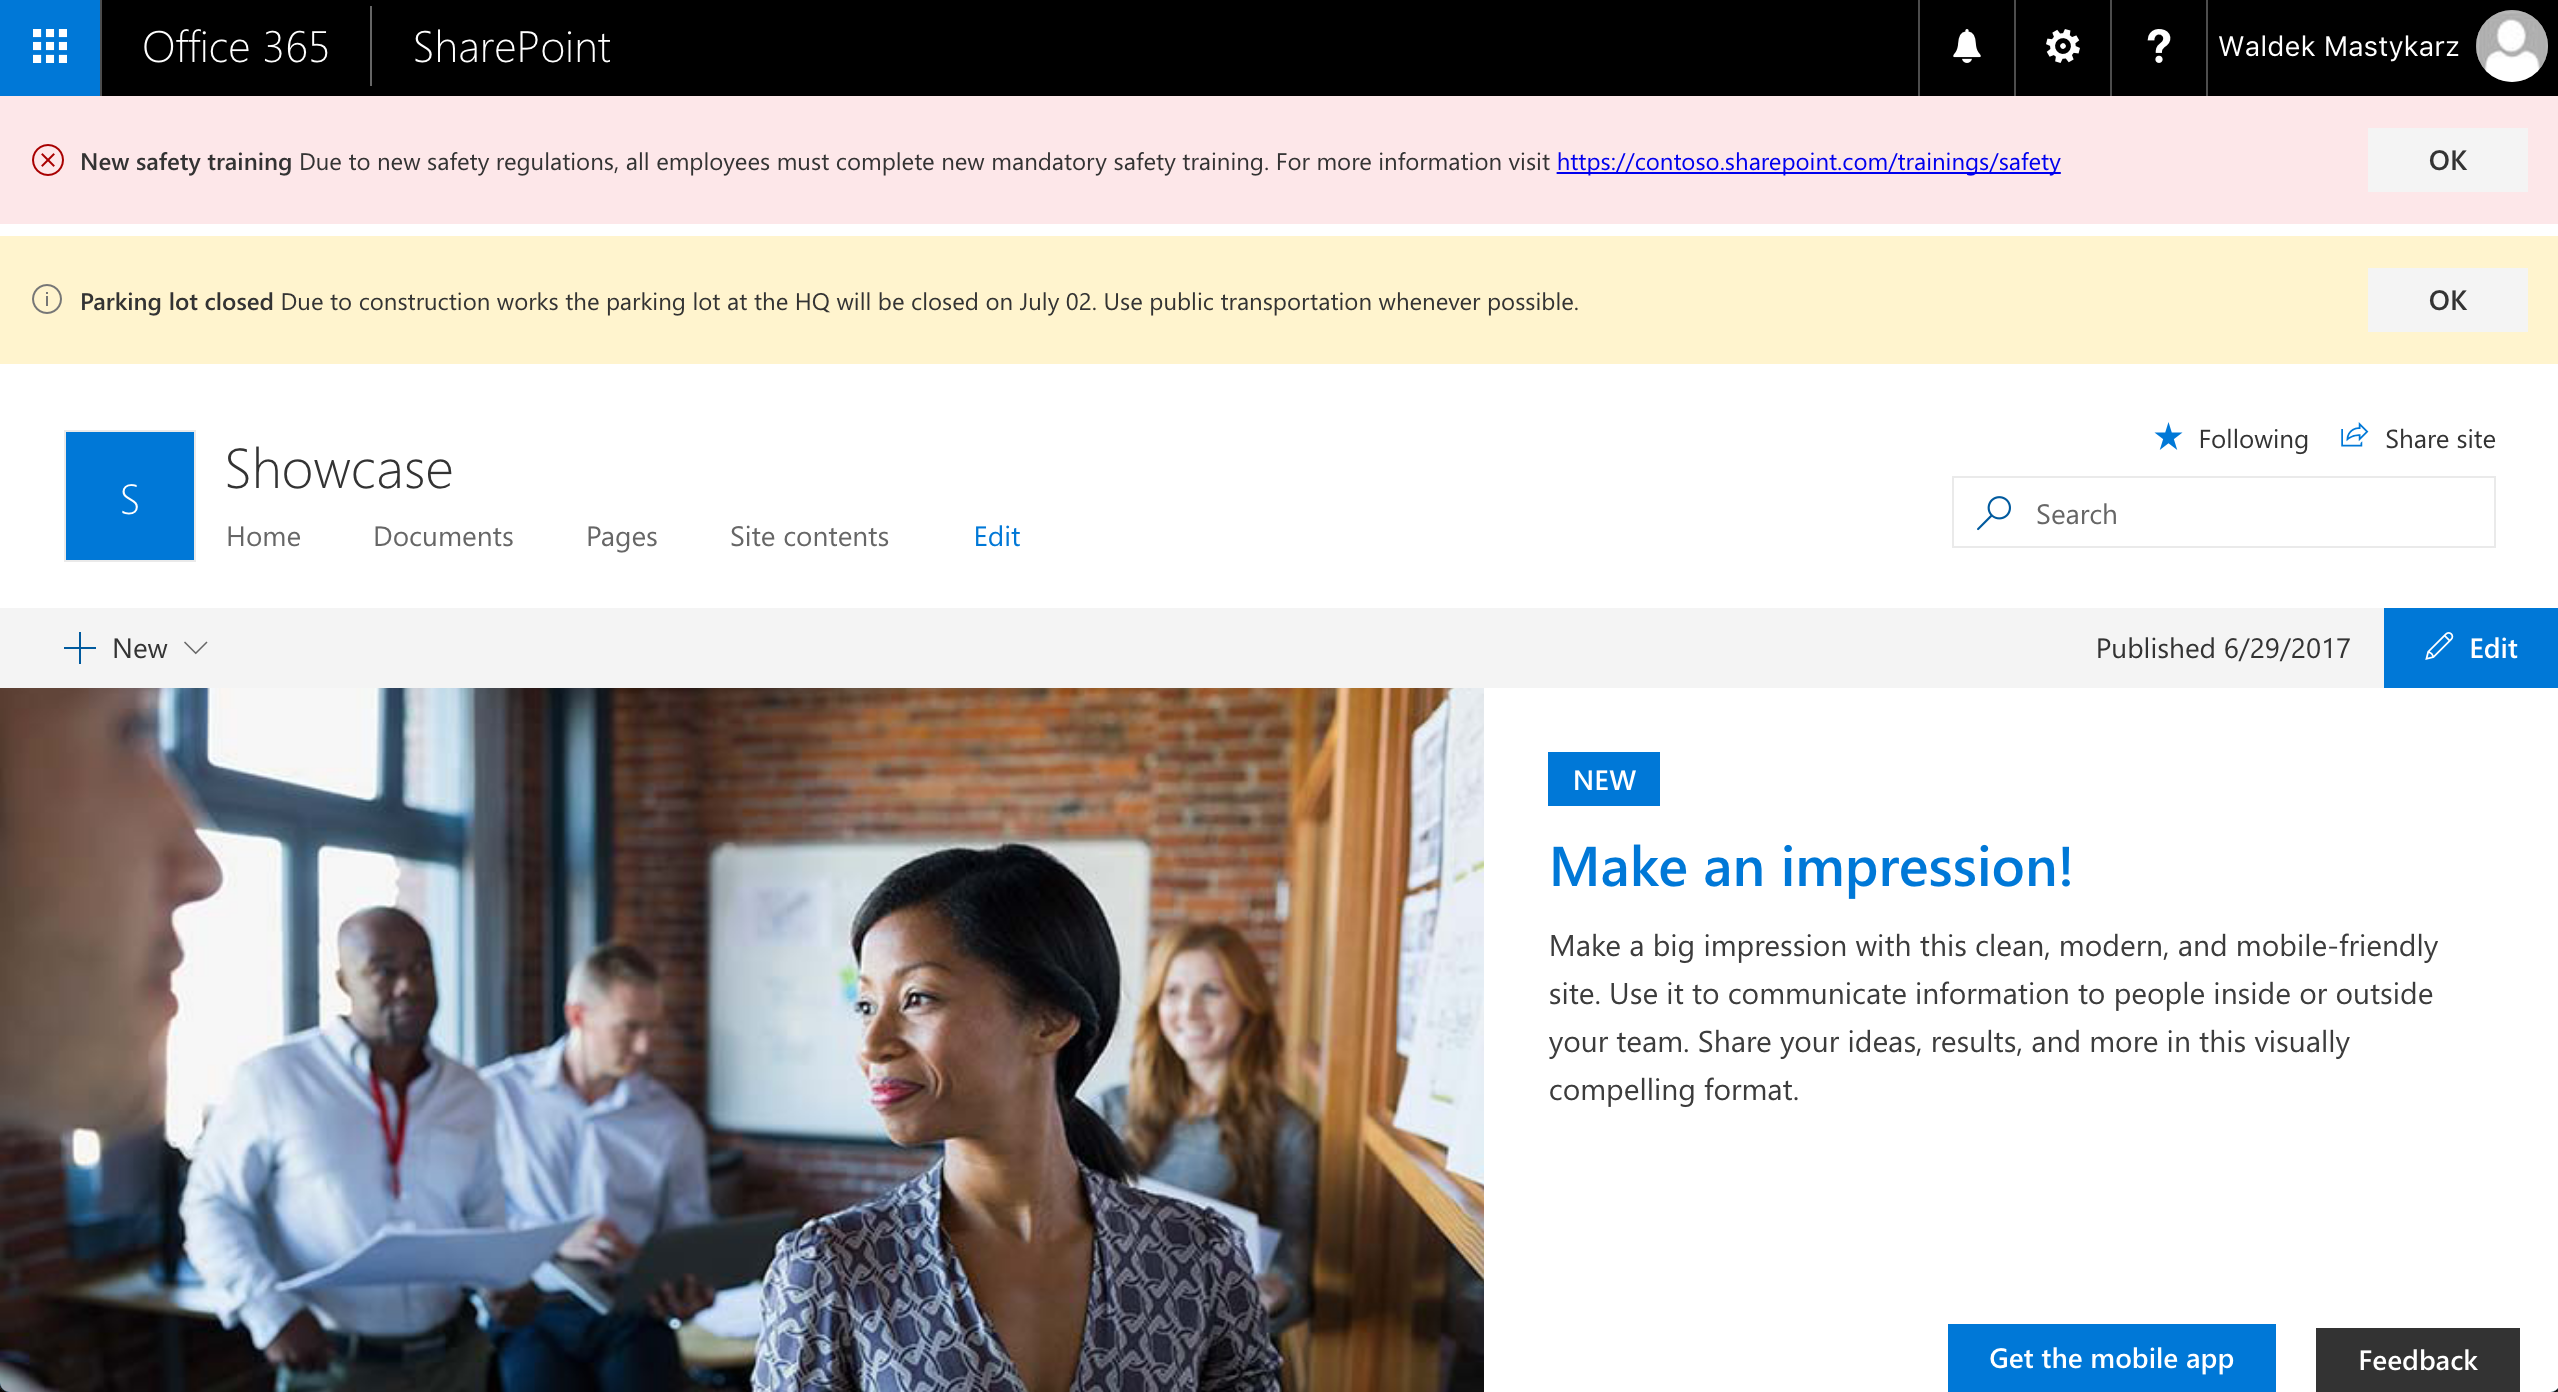 Office 365 SharePoint ? Waldek Mastykarz
New safety training Due to new safety regulations, all employees must complete new mandatory safety training. For more information visit https://contoso.sharepoint.com/trainings/safety OK
Parking lot closed Due to construction works the parking lot at the HQ will be closed on July 02. Use public transportation whenever possible. OK
Following Share site
S
Showcase
Home Documents Pages Site contents Edit
Search
New Published 6/29/2017 Edit
NEW
Make an impression!
Make a big impression with this clean, modern, and mobile-friendly
site. Use it to communicate information to people inside or outside
your team. Share your ideas, results, and more in this visually
compelling format.
Get the mobile app Feedback